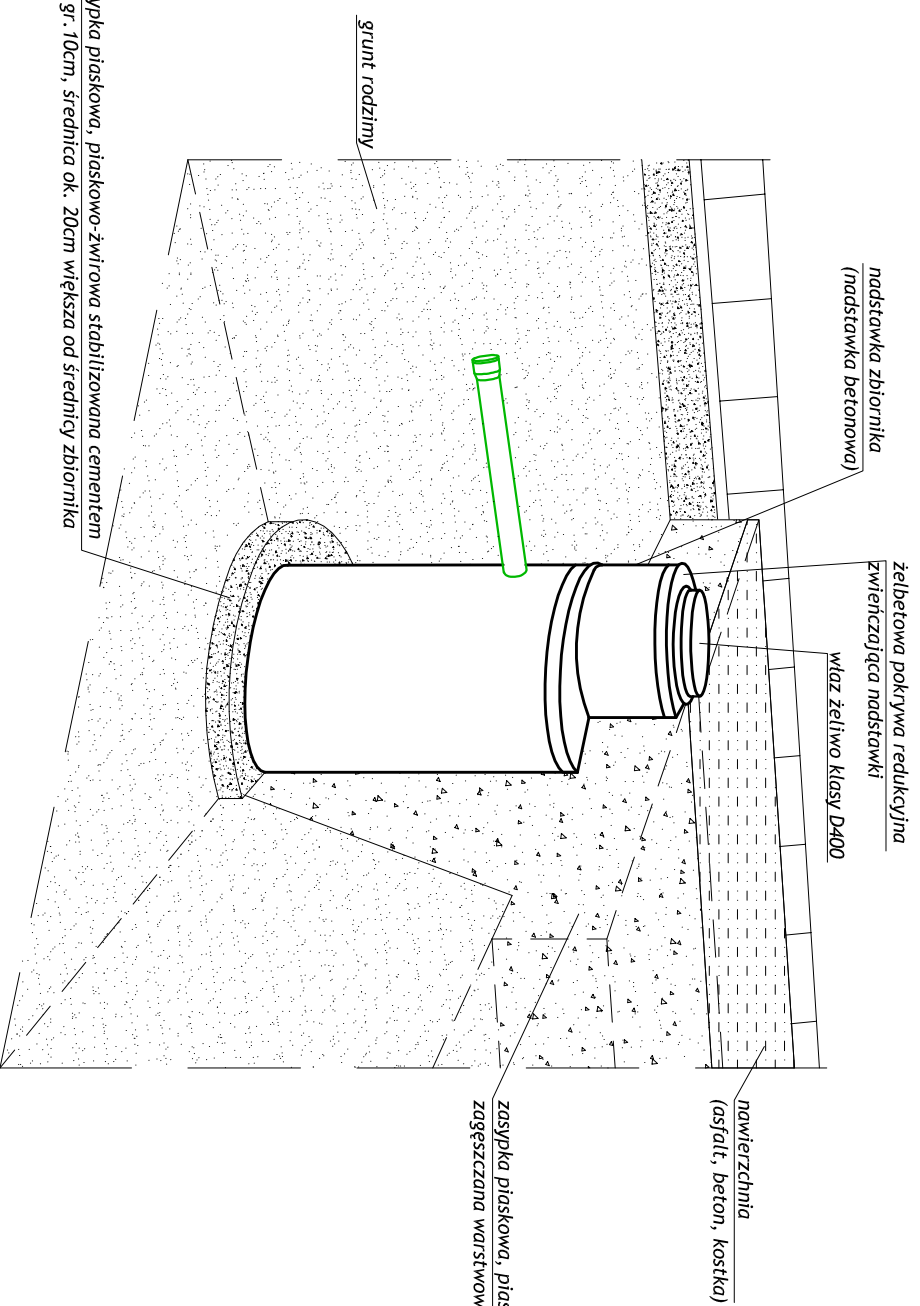 żelbetowa pokrywa redukcyjna
zwieńczająca nadstawki
nadstawka zbiornika
(nadstawka betonowa)
właz żeliwo klasy D400
nawierzchnia
(asfalt, beton, kostka)
grunt rodzimy
zasypka piaskowa, pias
zagęszczana warstwow
ypka piaskowa, piaskowo-żwirowa stabilizowana cementem
gr.10cm, średnica ok. 20cm większa od średnicy zbiornika